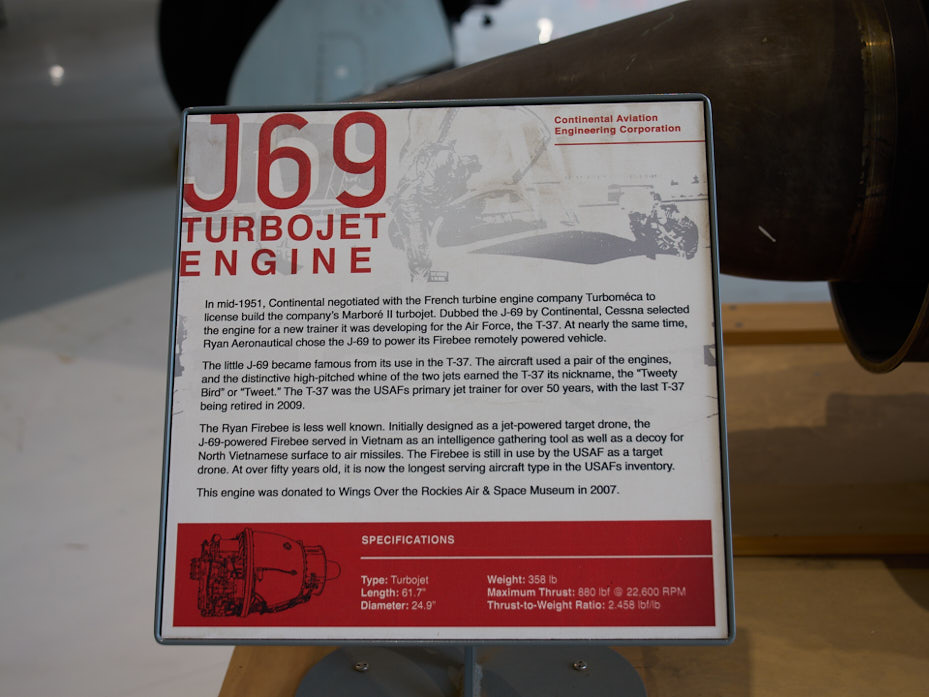 J69
TURBOJET
ENGINE
Continental Aviation
Engineering Corporation
In mid-1951, Continental negotiated with the French turbine engine company Turboméca to
license build the company's Marboré II turbojet. Dubbed the J-69 by Continental, Cessna selected
the engine for a new trainer it was developing for the Air Force, the T-37. At nearly the same time,
Ryan Aeronautical chose the J-69 to power its Firebee remotely powered vehicle.
The little J-69 became famous from its use in the T-37. The aircraft used a pair of the engines,
and the distinctive high-pitched whine of the two jets earned the T-37 its nickname, the "Tweety
Bird" or "Tweet." The T-37 was the USAFs primary jet trainer for over 50 years, with the last T-37
being retired in 2009.
The Ryan Firebee is less well known. Initially designed as a jet-powered target drone, the
J-69-powered Firebee served in Vietnam as an intelligence gathering tool as well as a decoy for
North Vietnamese surface to air missiles. The Firebee is still in use by the USAF as a target
drone. At over fifty years old, it is now the longest serving aircraft type in the USAFs inventory.
This engine was donated to Wings Over the Rockies Air & Space Museum in 2007.
SPECIFICATIONS
Type: Turbojet
Length: 61.7"
Diameter: 24.9"
Weight: 358 lb
Maximum Thrust: 880 lbf @ 22,600 RPM
Thrust-to-Weight Ratio: 2.458 lbf/lb